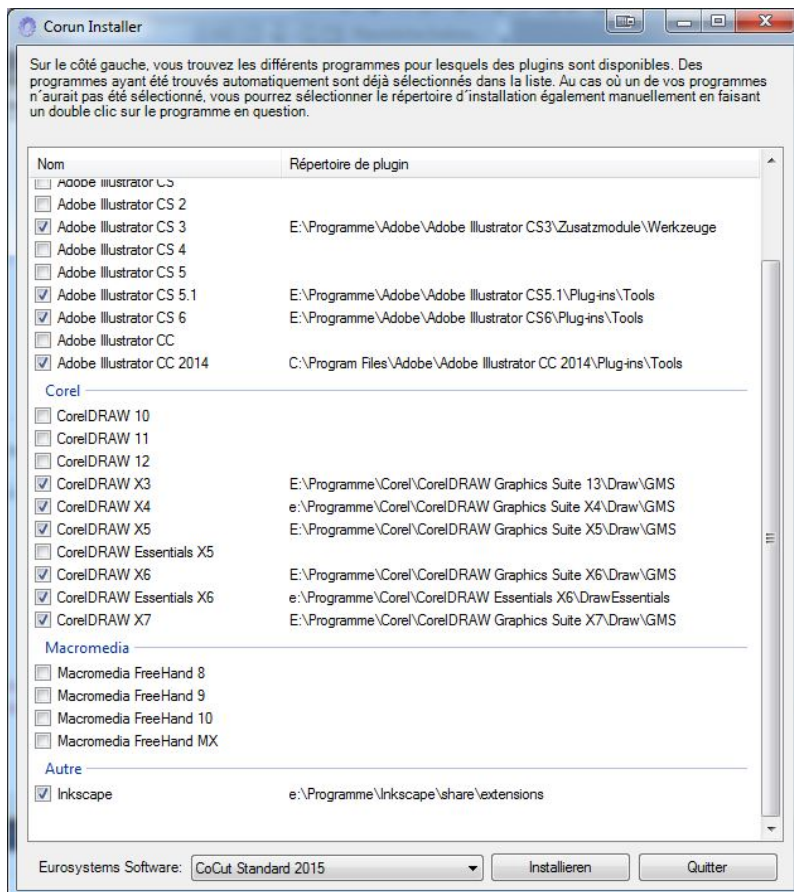 Corun Installer
Sur le côté gauche, vous trouvez les différents programmes pour lesquels des plugins sont disponibles. Des
programmes ayant été trouvés automatiquement sont déjà sélectionnés dans la liste. Au cas où un de vos programmes
n´aurait pas été sélectionné, vous pourrez sélectionner le répertoire d´installation également manuellement en faisant
un double clic sur le programme en question.
Nom Répertoire de plugin
Adobe Illustrator CS
Adobe Illustrator CS 2
Adobe Illustrator CS 3 E:\Programme\Adobe\Adobe Illustrator CS3\Zusatzmodule\Werkzeuge
Adobe Illustrator CS 4
Adobe Illustrator CS 5
Adobe Illustrator CS 5.1 E:\Programme\Adobe\Adobe Illustrator CS5.1\Plug-ins\Tools
Adobe Illustrator CS 6 E:\Programme\Adobe\Adobe Illustrator CS6\Plug-ins\Tools
Adobe Illustrator CC
Adobe Illustrator CC 2014 C:\Program Files\Adobe\Adobe Illustrator CC 2014\Plug-ins\Tools
Corel
CorelDRAW 10
CorelDRAW 11
CorelDRAW 12
CorelDRAW X3 E:\Programme\Corel\CorelDRAW Graphics Suite 13\Draw\GMS
CorelDRAW X4 e:\Programme\Corel\CorelDRAW Graphics Suite X4\Draw\GMS
CorelDRAW X5 E:\Programme\Corel\CorelDRAW Graphics Suite X5\Draw\GMS
CorelDRAW Essentials X5
CorelDRAW X6 E:\Programme\Corel\CorelDRAW Graphics Suite X6\Draw\GMS
CorelDRAW Essentials X6 e:\Programme\Corel\CorelDRAW Essentials X6\DrawEssentials
CorelDRAW X7 E:\Programme\Corel\CorelDRAW Graphics Suite X7\Draw\GMS
Macromedia
Macromedia FreeHand 8
Macromedia FreeHand 9
Macromedia FreeHand 10
Macromedia FreeHand MX
Autre
Inkscape e:\Programme\Inkscape\share\extensions
Eurosystems Software: CoCut Standard 2015 Installieren Quitter